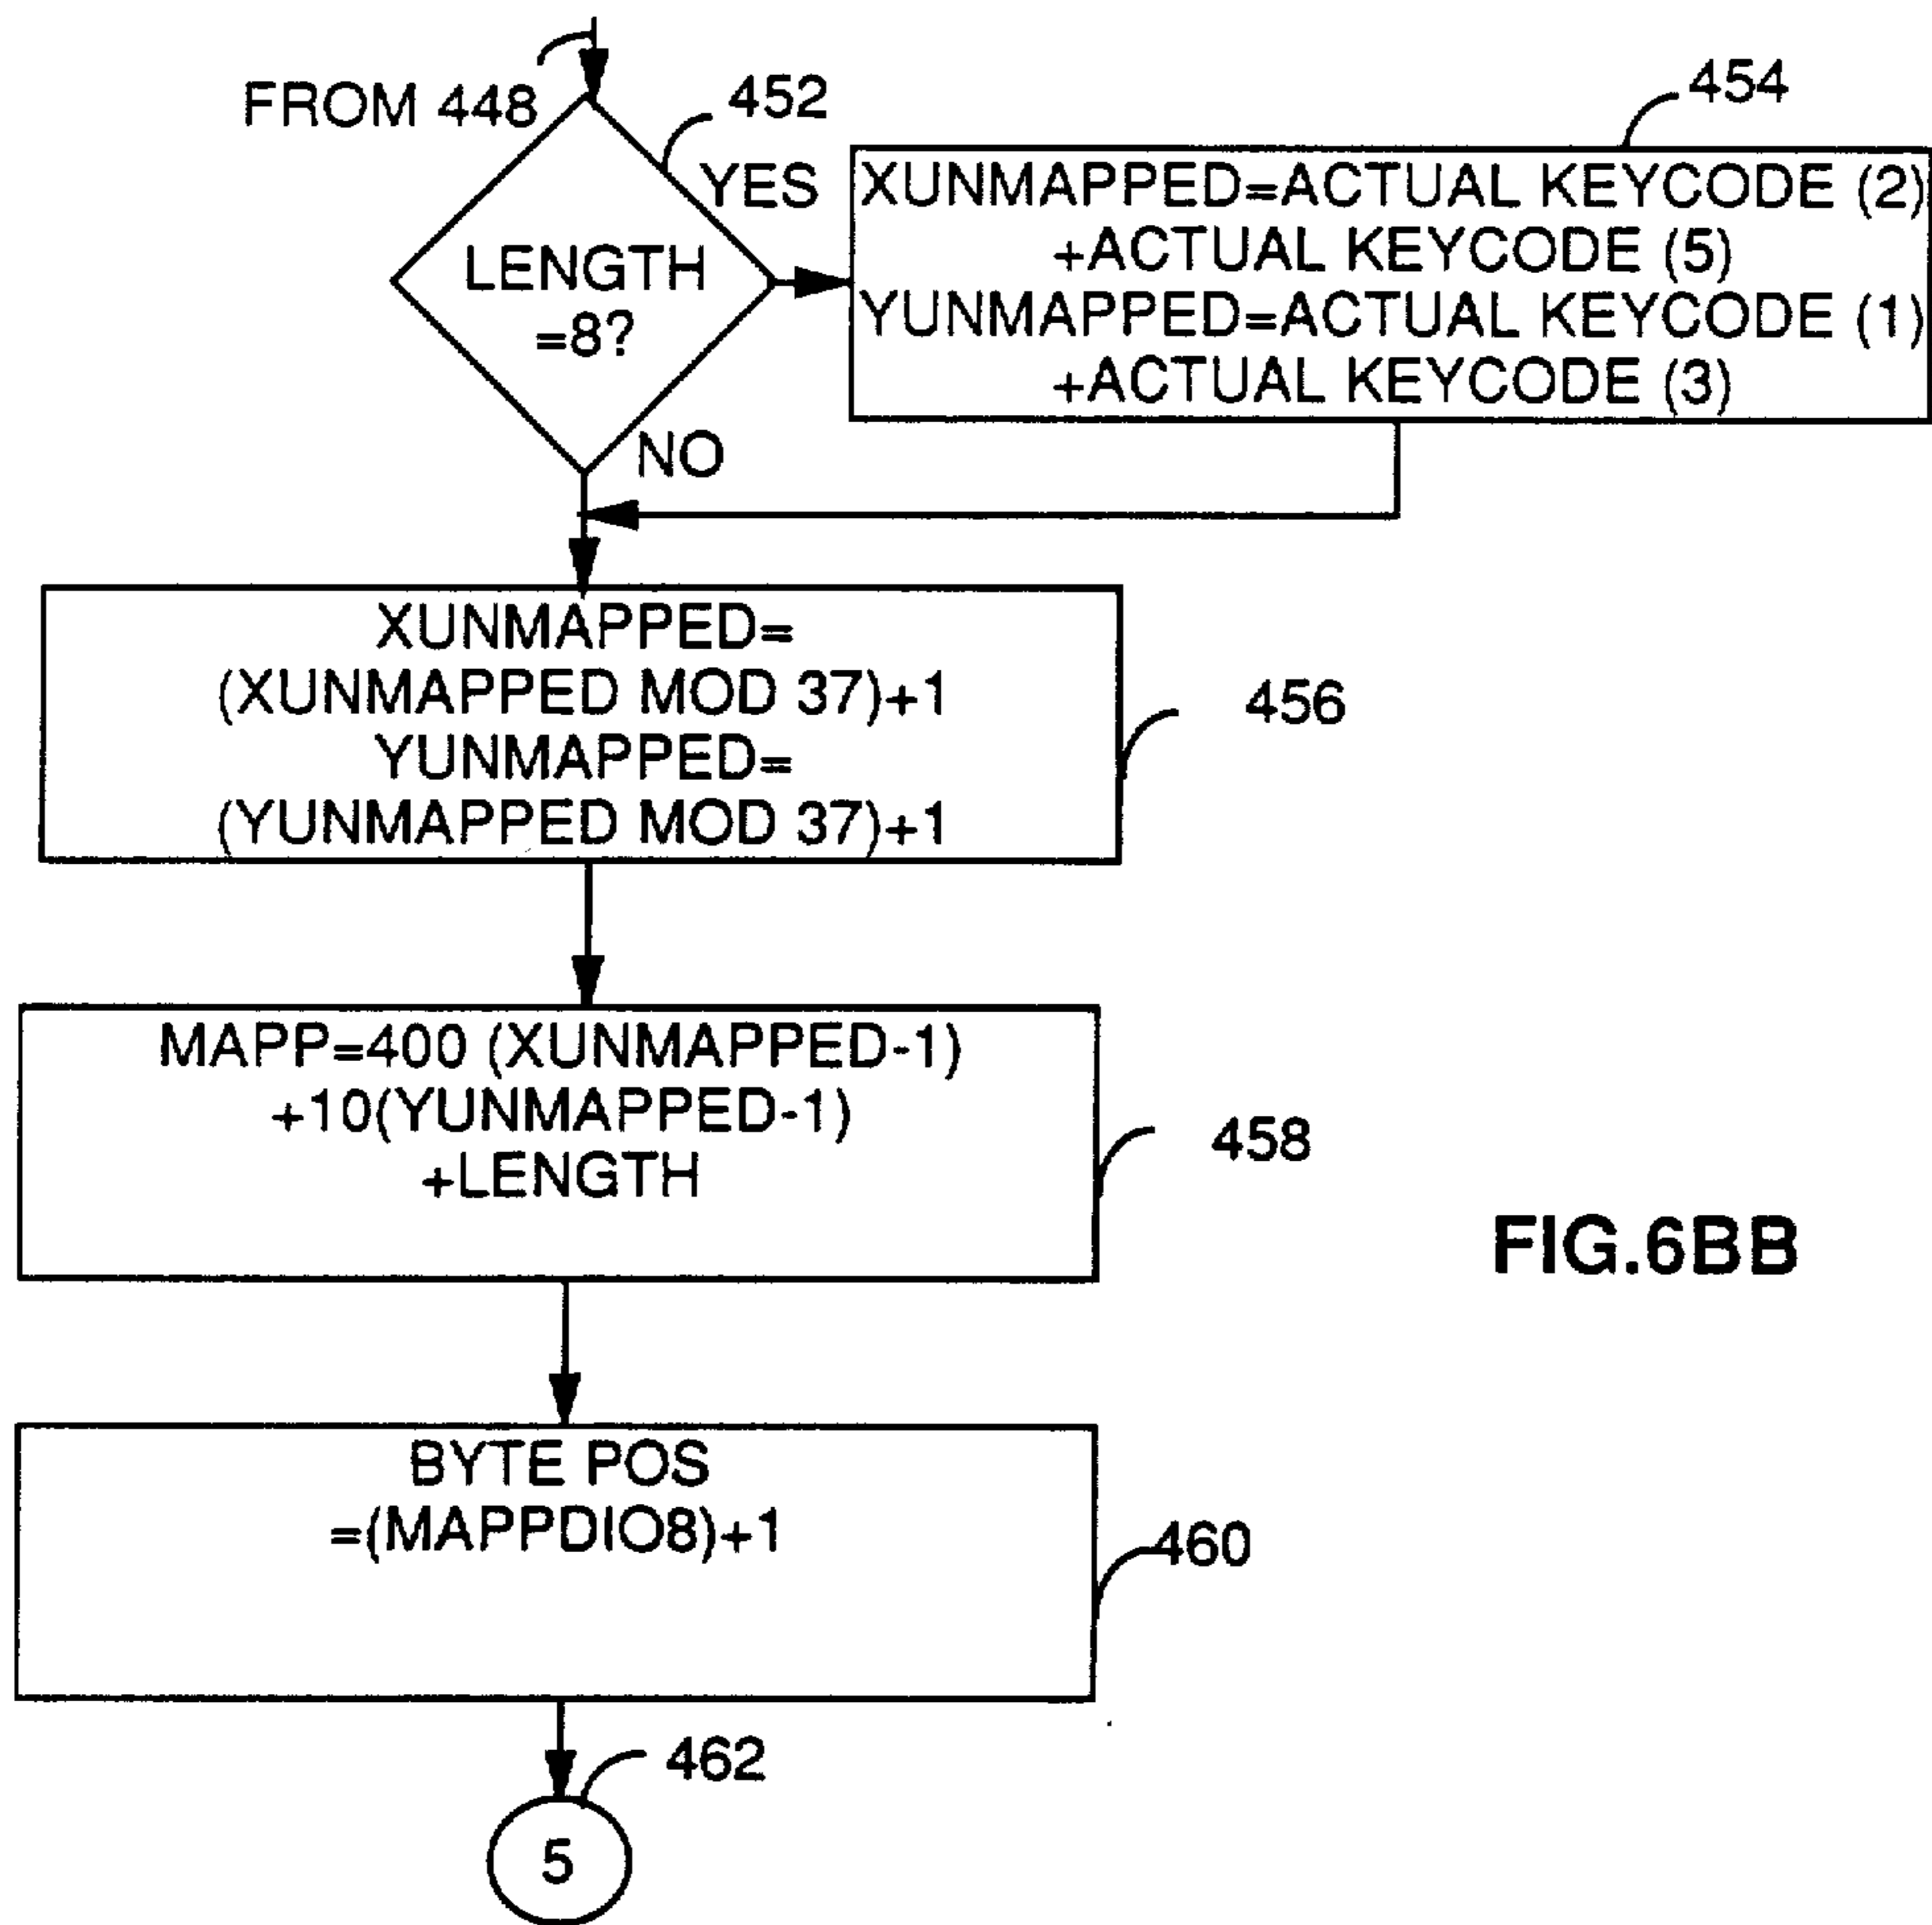 FROM 448
452
YES
LENGTH
=8?
NO
454
XUNMAPPED=ACTUAL KEYCODE (2)
+ACTUAL KEYCODE (5)
YUNMAPPED=ACTUAL KEYCODE (1)
+ACTUAL KEYCODE (3)
XUNMAPPED=
(XUNMAPPED MOD 37)+1
YUNMAPPED=
(YUNMAPPED MOD 37)+1
456
MAPP=400 (XUNMAPPED-1)
+10(YUNMAPPED-1)
+LENGTH
458
FIG.6BB
BYTE POS
=(MAPPDIO8)+1
460
462
5